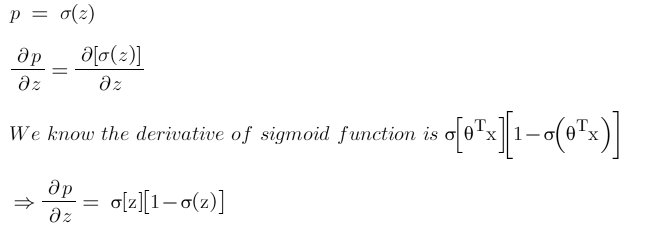 p = σ(z)
∂p/∂z = ∂[σ(z)]/∂z
We know the derivative of sigmoid function is σ[θᵀx][1−σ(θᵀx)]
⇒ ∂p/∂z = σ[z][1−σ(z)]